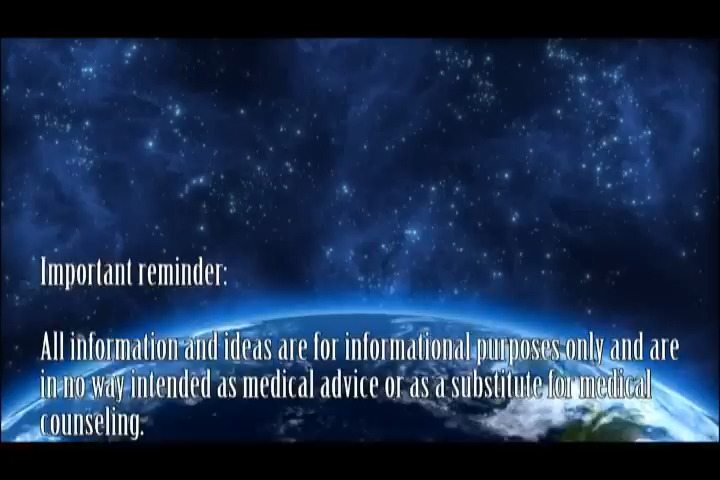 Important reminder:
All information and ideas are for informational purposes only and are
in no way intended as medical advice or as a substitute for medical
counseling.